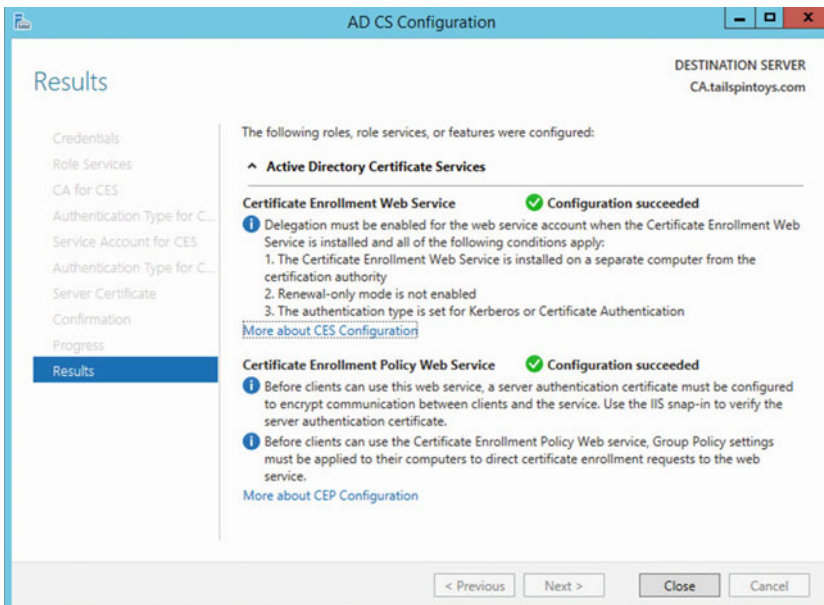 AD CS Configuration
DESTINATION SERVER
CA.tailspintoys.com
Results
Credentials
Role Services
CA for CES
Authentication Type for C...
Service Account for CES
Authentication Type for C...
Server Certificate
Confirmation
Progress
Results
The following roles, role services, or features were configured:
Active Directory Certificate Services
Certificate Enrollment Web Service Configuration succeeded
Delegation must be enabled for the web service account when the Certificate Enrollment Web
Service is installed and all of the following conditions apply:
1. The Certificate Enrollment Web Service is installed on a separate computer from the
certification authority
2. Renewal-only mode is not enabled
3. The authentication type is set for Kerberos or Certificate Authentication
More about CES Configuration
Certificate Enrollment Policy Web Service Configuration succeeded
Before clients can use this web service, a server authentication certificate must be configured
to encrypt communication between clients and the service. Use the IIS snap-in to verify the
server authentication certificate.
Before clients can use the Certificate Enrollment Policy Web service, Group Policy settings
must be applied to their computers to direct certificate enrollment requests to the web
service.
More about CEP Configuration
< Previous Next > Close Cancel